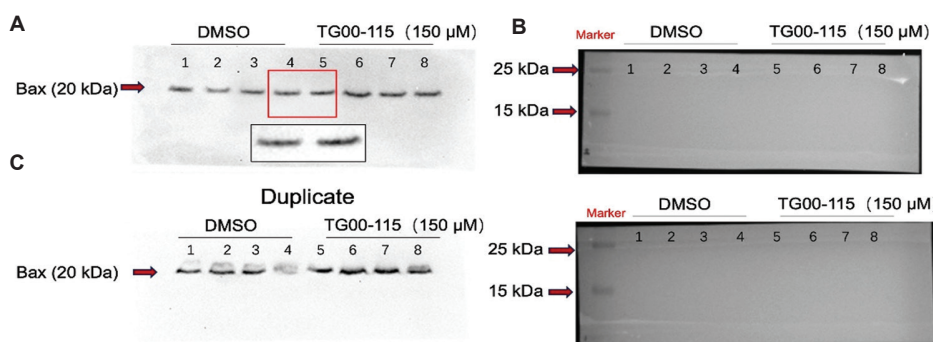 A
DMSO TG00-115 (150 μM)
1 2 3 4 5 6 7 8
Bax (20 kDa)
B
Marker DMSO TG00-115 (150 μM)
25 kDa 1 2 3 4 5 6 7 8
15 kDa
C
Duplicate
DMSO TG00-115 (150 μM)
1 2 3 4 5 6 7 8
Bax (20 kDa)
Marker DMSO TG00-115 (150 μM)
1 2 3 4 5 6 7 8
25 kDa
15 kDa